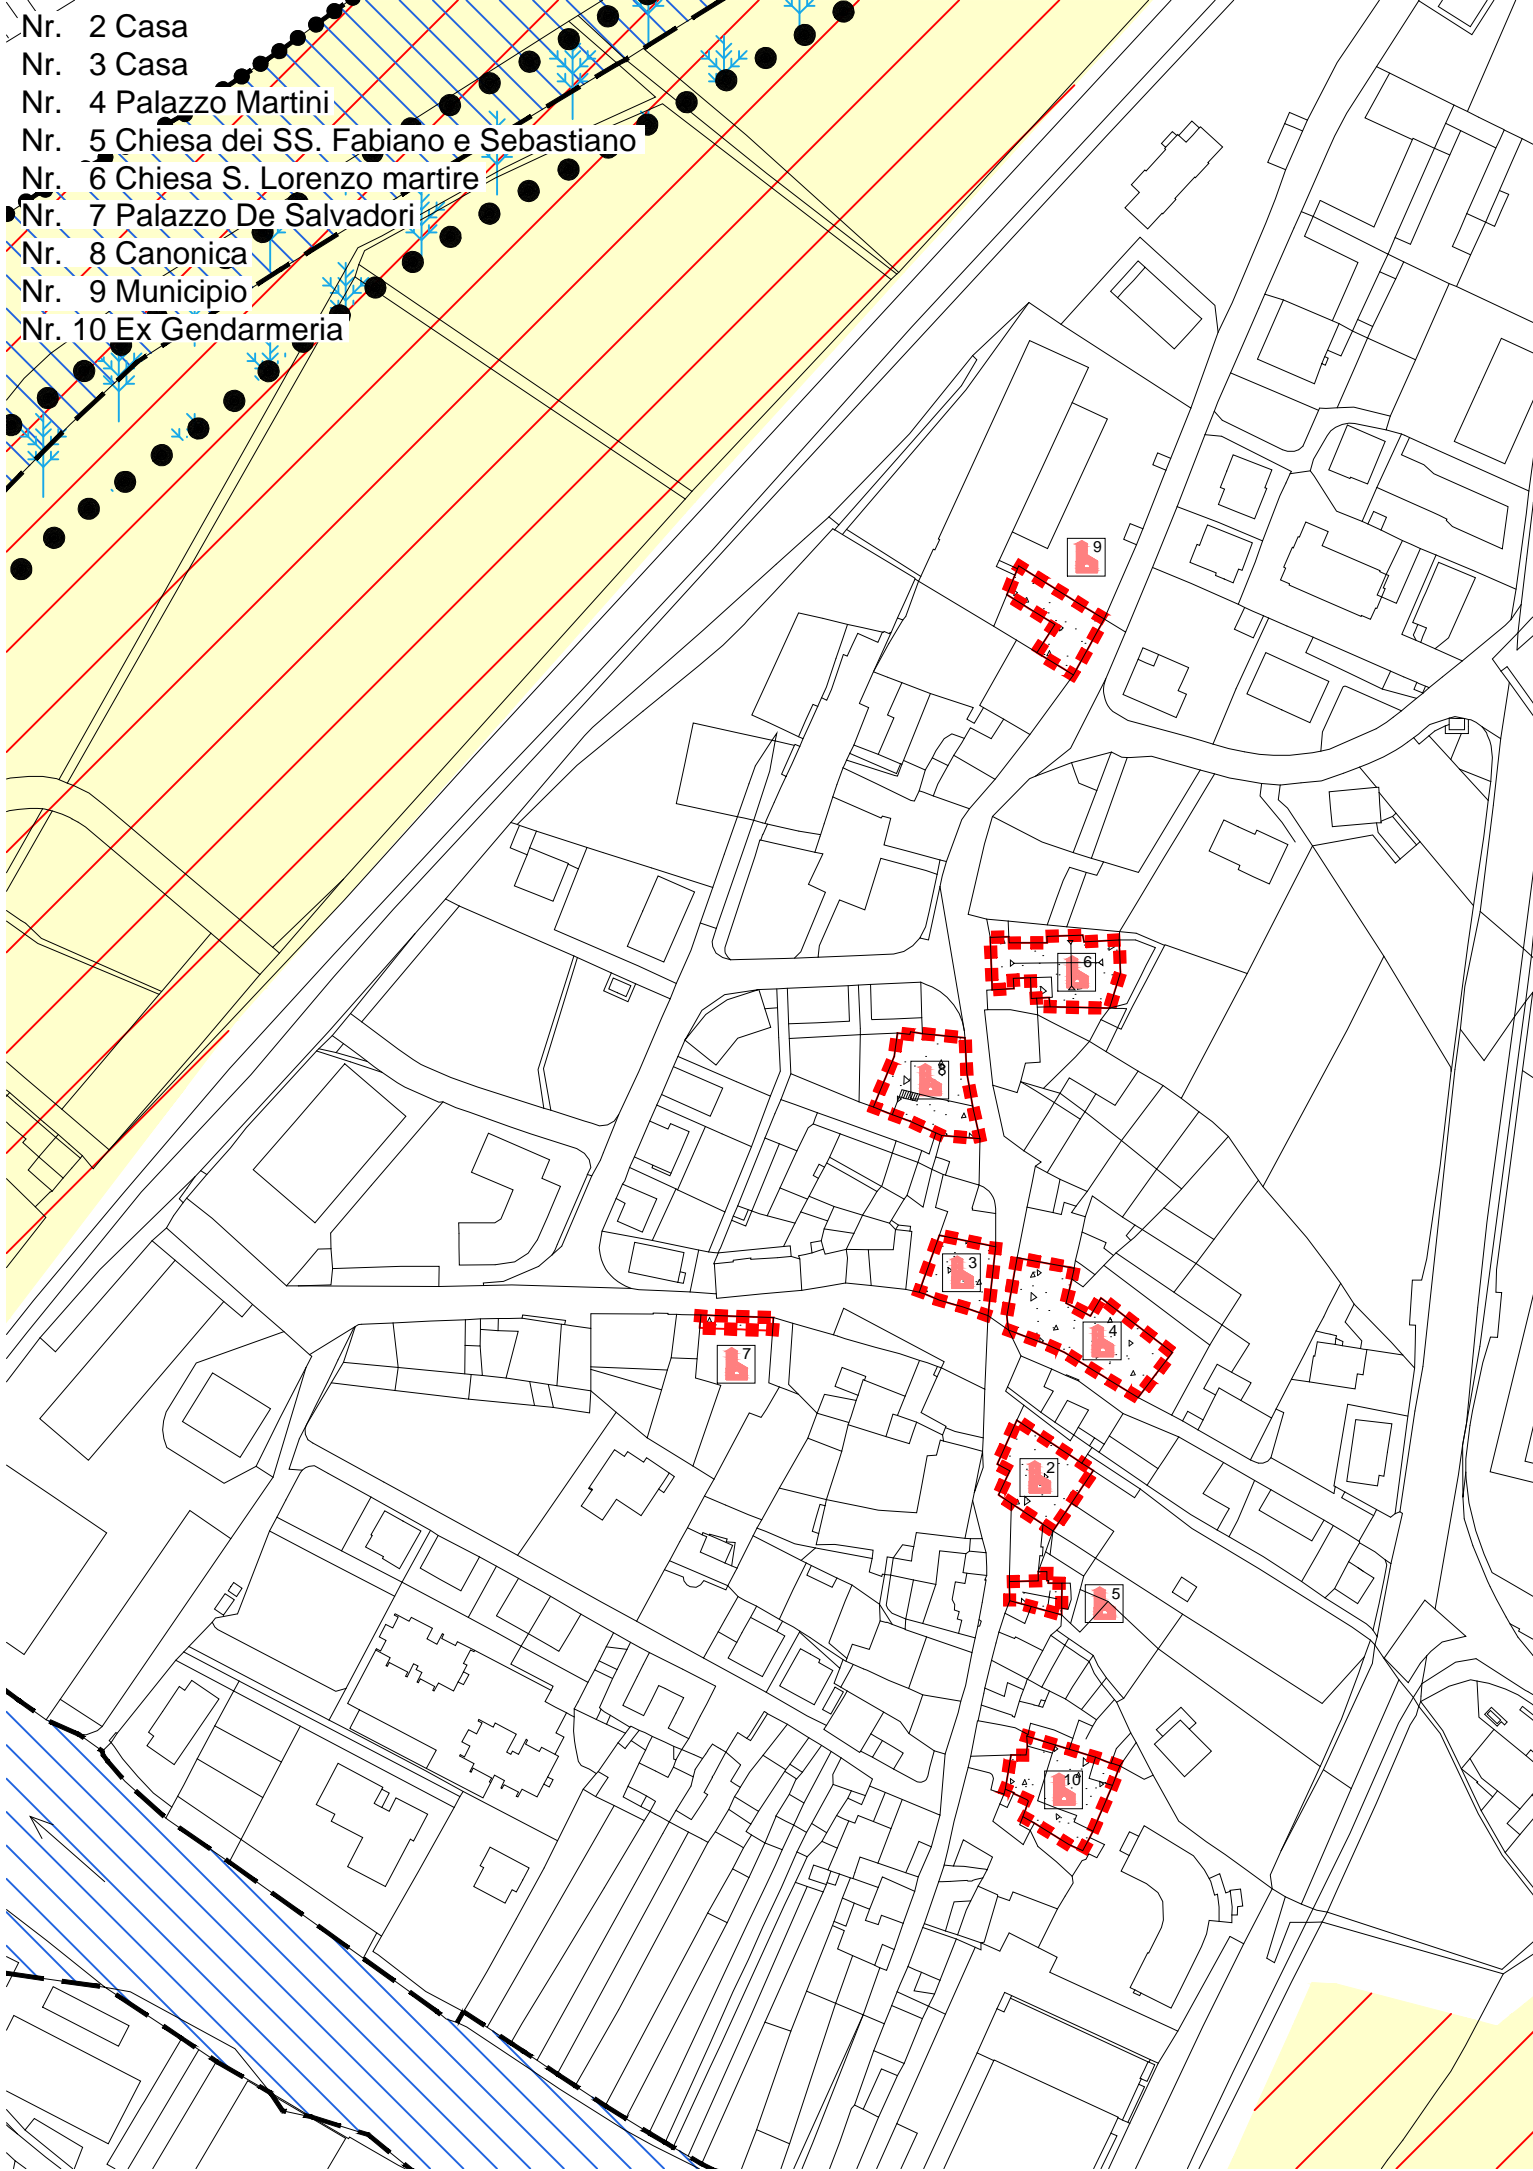 Nr. 2 Casa
Nr. 3 Casa
Nr. 4 Palazzo Martini
Nr. 5 Chiesa dei SS. Fabiano e Sebastiano
Nr. 6 Chiesa S. Lorenzo martire
Nr. 7 Palazzo De Salvadori
Nr. 8 Canonica
Nr. 9 Municipio
Nr. 10 Ex Gendarmeria
9
6
8
3
4
7
2
5
10